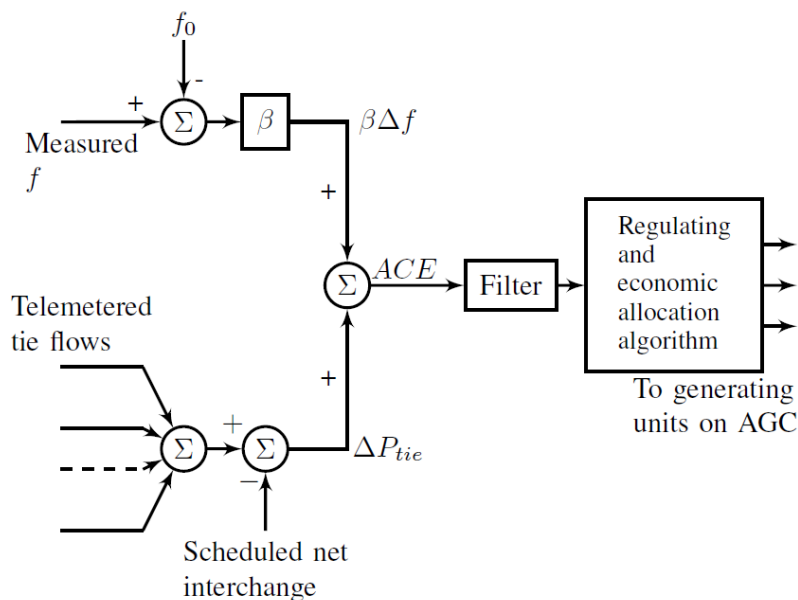 f₀
-
+
Σ
β
βΔf
Measured
f
+
Σ
ACE
Filter
Regulating
and
economic
allocation
algorithm
Telemetered
tie flows
+
To generating
units on AGC
Σ
+
Σ
−
ΔPₜᵢₑ
Scheduled net
interchange